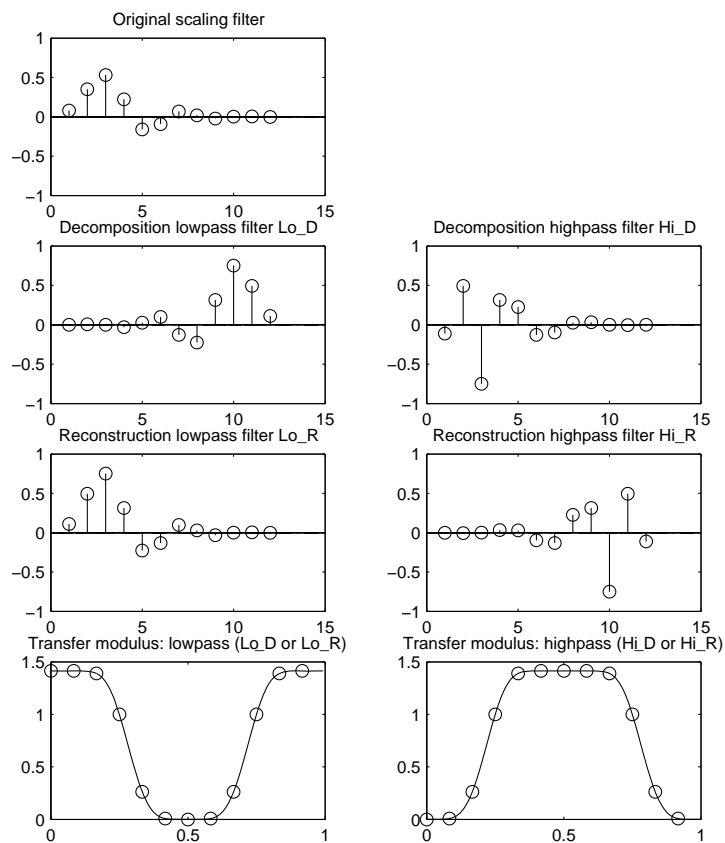 Original scaling filter
1
0.5
0
−0.5
−1
0 5 10 15
Decomposition lowpass filter Lo_D
1
0.5
0
−0.5
−1
0 5 10 15
Decomposition highpass filter Hi_D
1
0.5
0
−0.5
−1
0 5 10 15
Reconstruction lowpass filter Lo_R
1
0.5
0
−0.5
−1
0 5 10 15
Reconstruction highpass filter Hi_R
1
0.5
0
−0.5
−1
0 5 10 15
Transfer modulus: lowpass (Lo_D or Lo_R)
1.5
1
0.5
0
0 0.5 1
Transfer modulus: highpass (Hi_D or Hi_R)
1.5
1
0.5
0
0 0.5 1